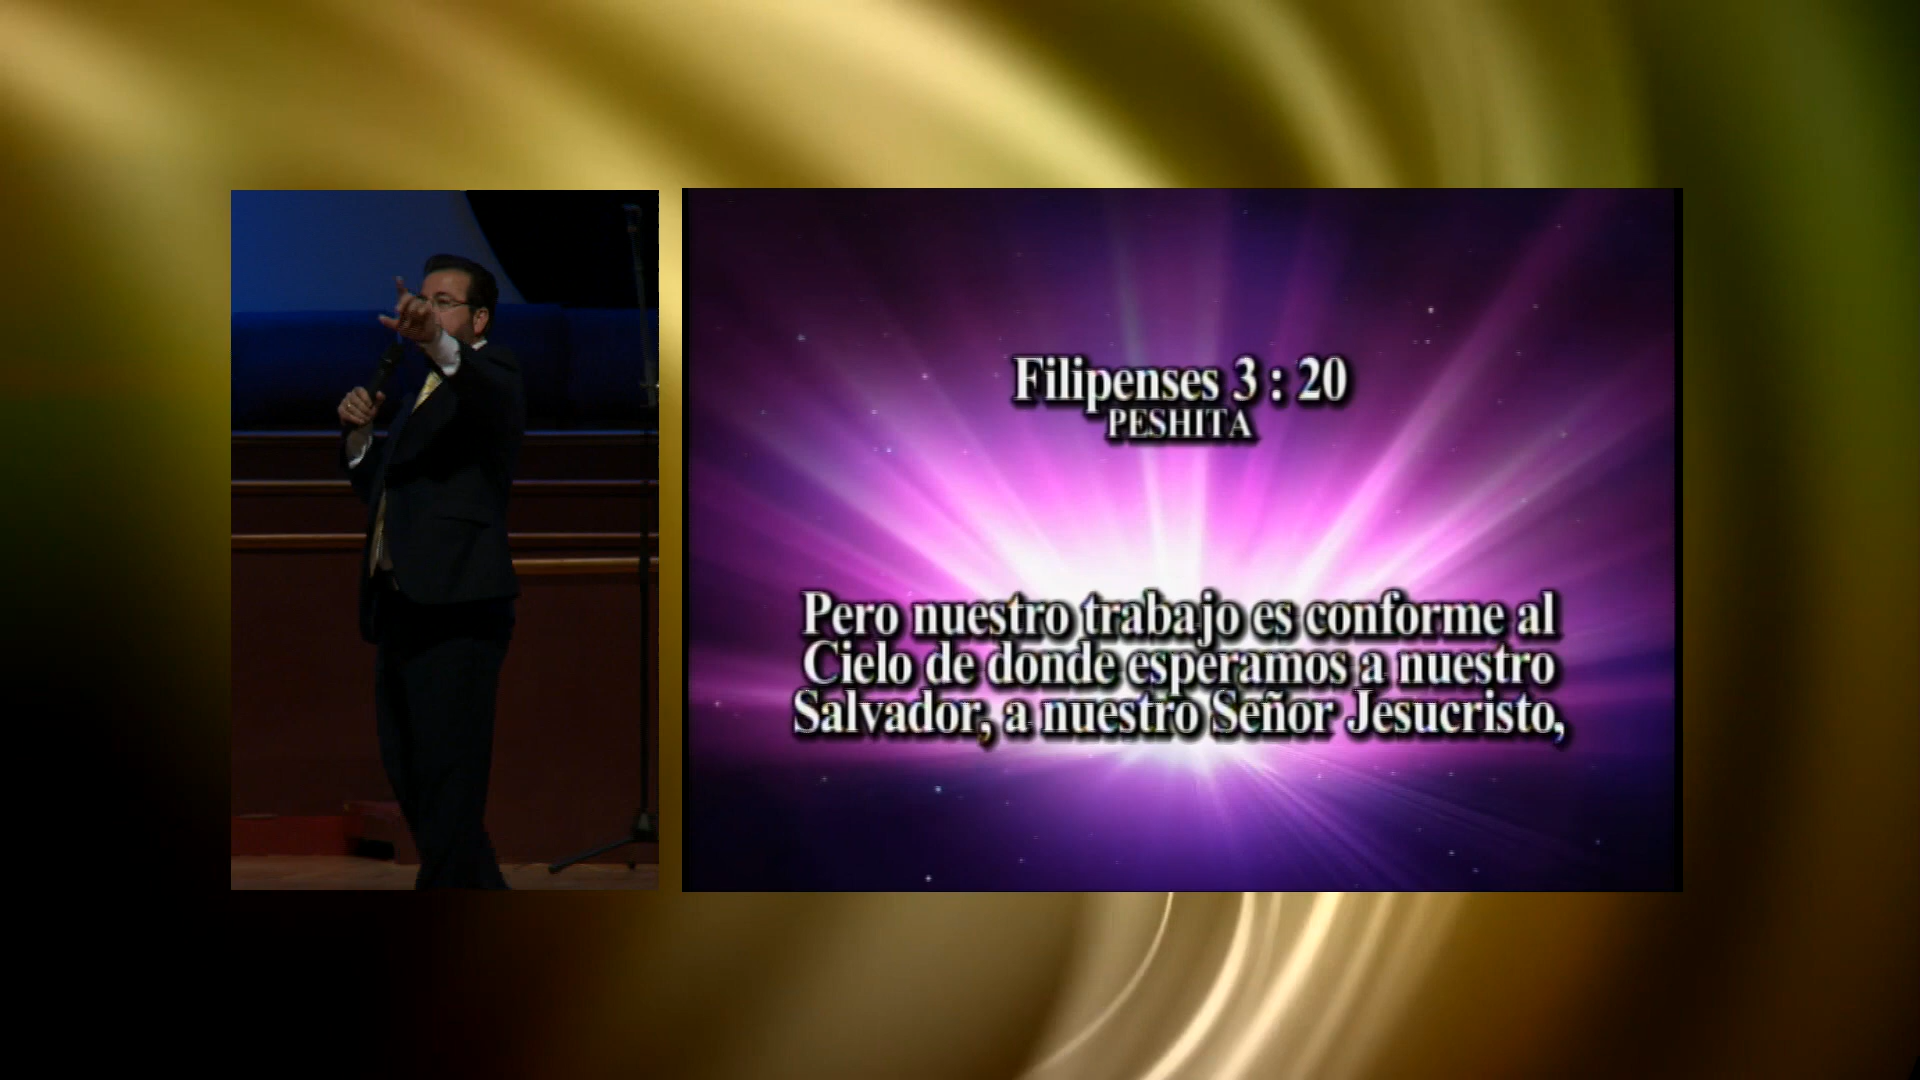 Filipenses 3 : 20
PESHITA
Pero nuestro trabajo es conforme al
Cielo de donde esperamos a nuestro
Salvador, a nuestro Señor Jesucristo,